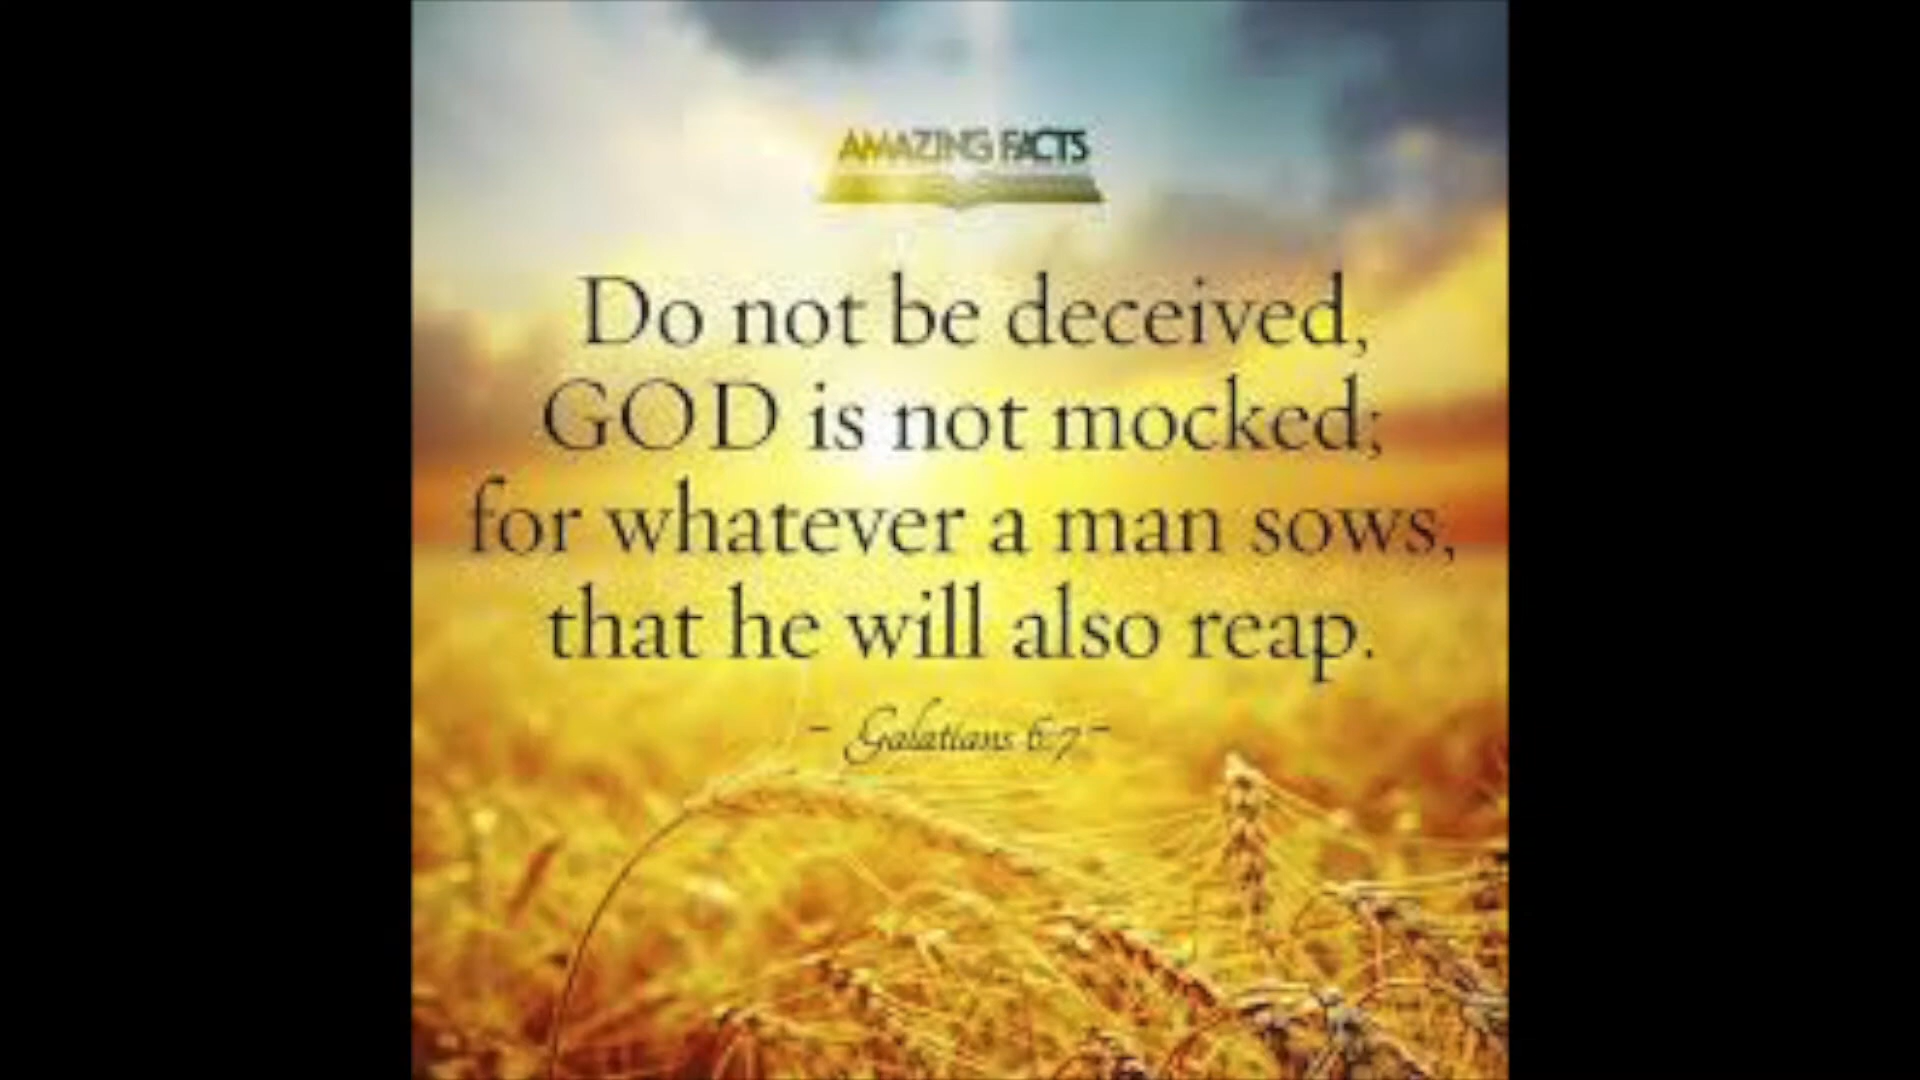 AMAZING FACTS
Do not be deceived,
GOD is not mocked;
for whatever a man sows,
that he will also reap.
~ Galatians 6:7 ~